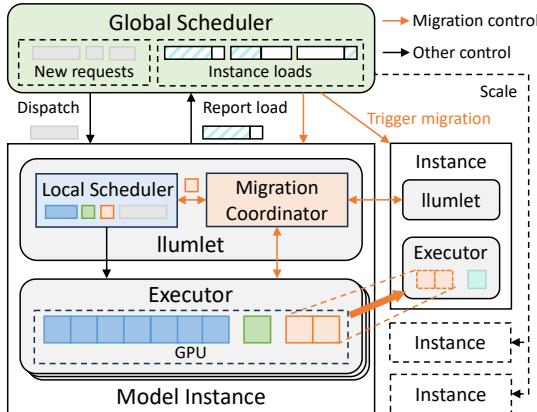 Global Scheduler
New requests
Instance loads
Migration control
Other control
Dispatch
Report load
Scale
Trigger migration
Local Scheduler
Migration
Coordinator
llumlet
Executor
GPU
Model Instance
Instance
llumlet
Executor
Instance
Instance